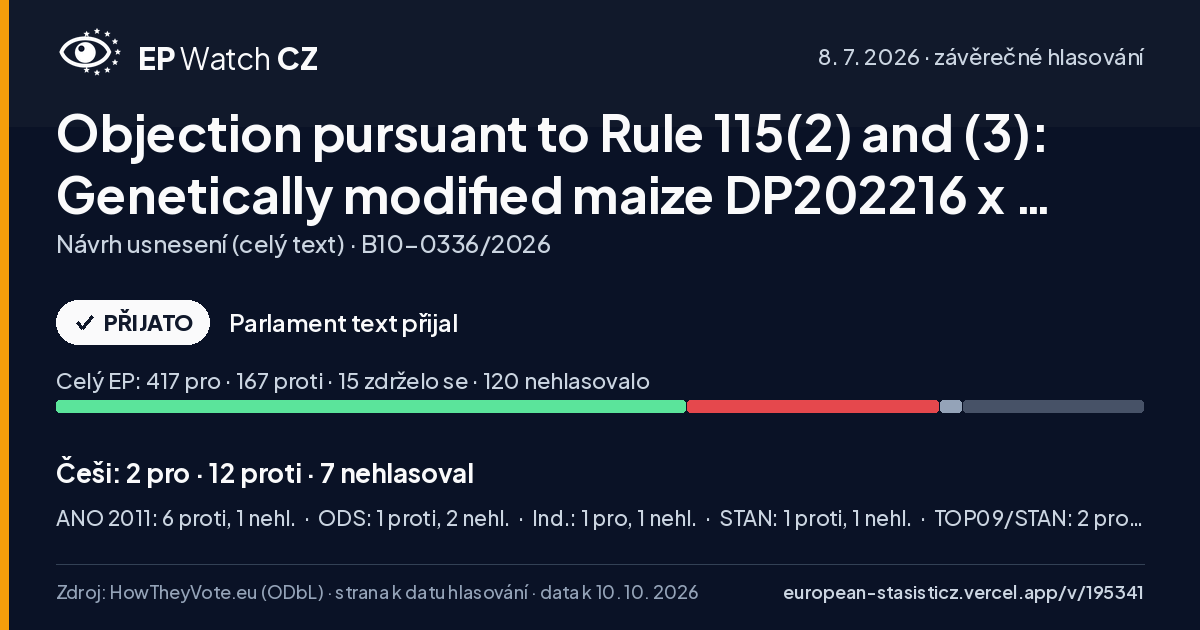 EP Watch CZ
8. 7. 2026 · závěrečné hlasování
Objection pursuant to Rule 115(2) and (3):
Genetically modified maize DP202216 x …
Návrh usnesení (celý text) · B10-0336/2026
✓ PŘIJATO
Parlament text přijal
Celý EP: 417 pro · 167 proti · 15 zdrželo se · 120 nehlasovalo
Češi: 2 pro · 12 proti · 7 nehlasoval
ANO 2011: 6 proti, 1 nehl. · ODS: 1 proti, 2 nehl. · Ind.: 1 pro, 1 nehl. · STAN: 1 proti, 1 nehl. · TOP09/STAN: 2 pro…
Zdroj: HowTheyVote.eu (ODbL) · strana k datu hlasování · data k 10. 10. 2026
european-stasisticz.vercel.app/v/195341